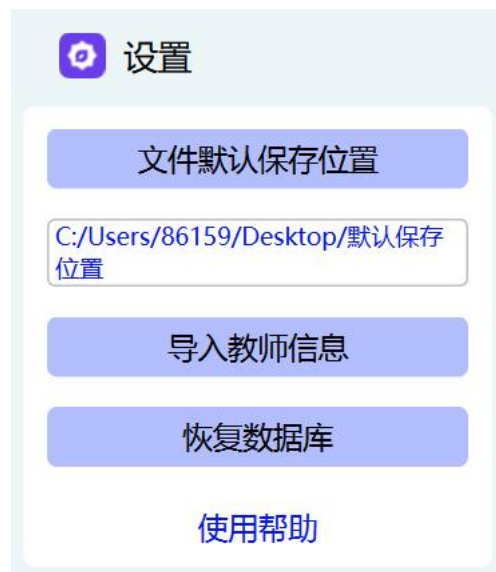 设置
文件默认保存位置
C:/Users/86159/Desktop/默认保存
位置
导入教师信息
恢复数据库
使用帮助